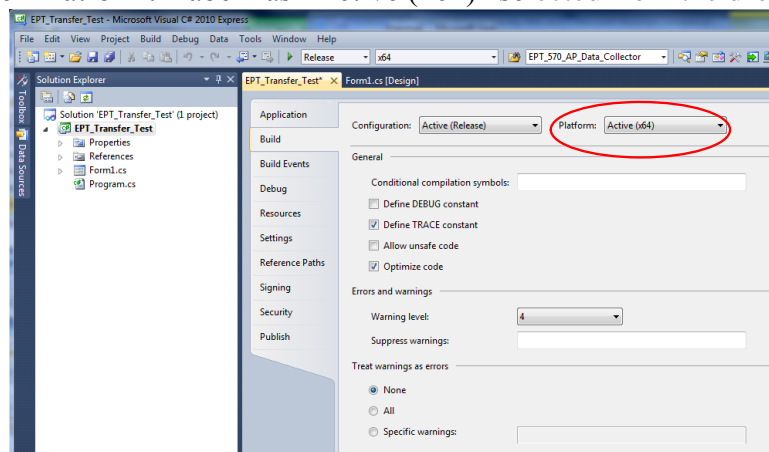 EPT_Transfer_Test - Microsoft Visual C# 2010 Express
File Edit View Project Build Debug Data Tools Window Help
Release x64 EPT_570_AP_Data_Collector
Toolbox
Data Sources
Solution Explorer
Solution 'EPT_Transfer_Test' (1 project)
EPT_Transfer_Test
Properties
References
Form1.cs
Program.cs
EPT_Transfer_Test* × Form1.cs [Design]
Application
Build
Build Events
Debug
Resources
Settings
Reference Paths
Signing
Security
Publish
Configuration: Active (Release) Platform: Active (x64)
General
Conditional compilation symbols:
Define DEBUG constant
Define TRACE constant
Allow unsafe code
Optimize code
Errors and warnings
Warning level: 4
Suppress warnings:
Treat warnings as errors
None
All
Specific warnings: